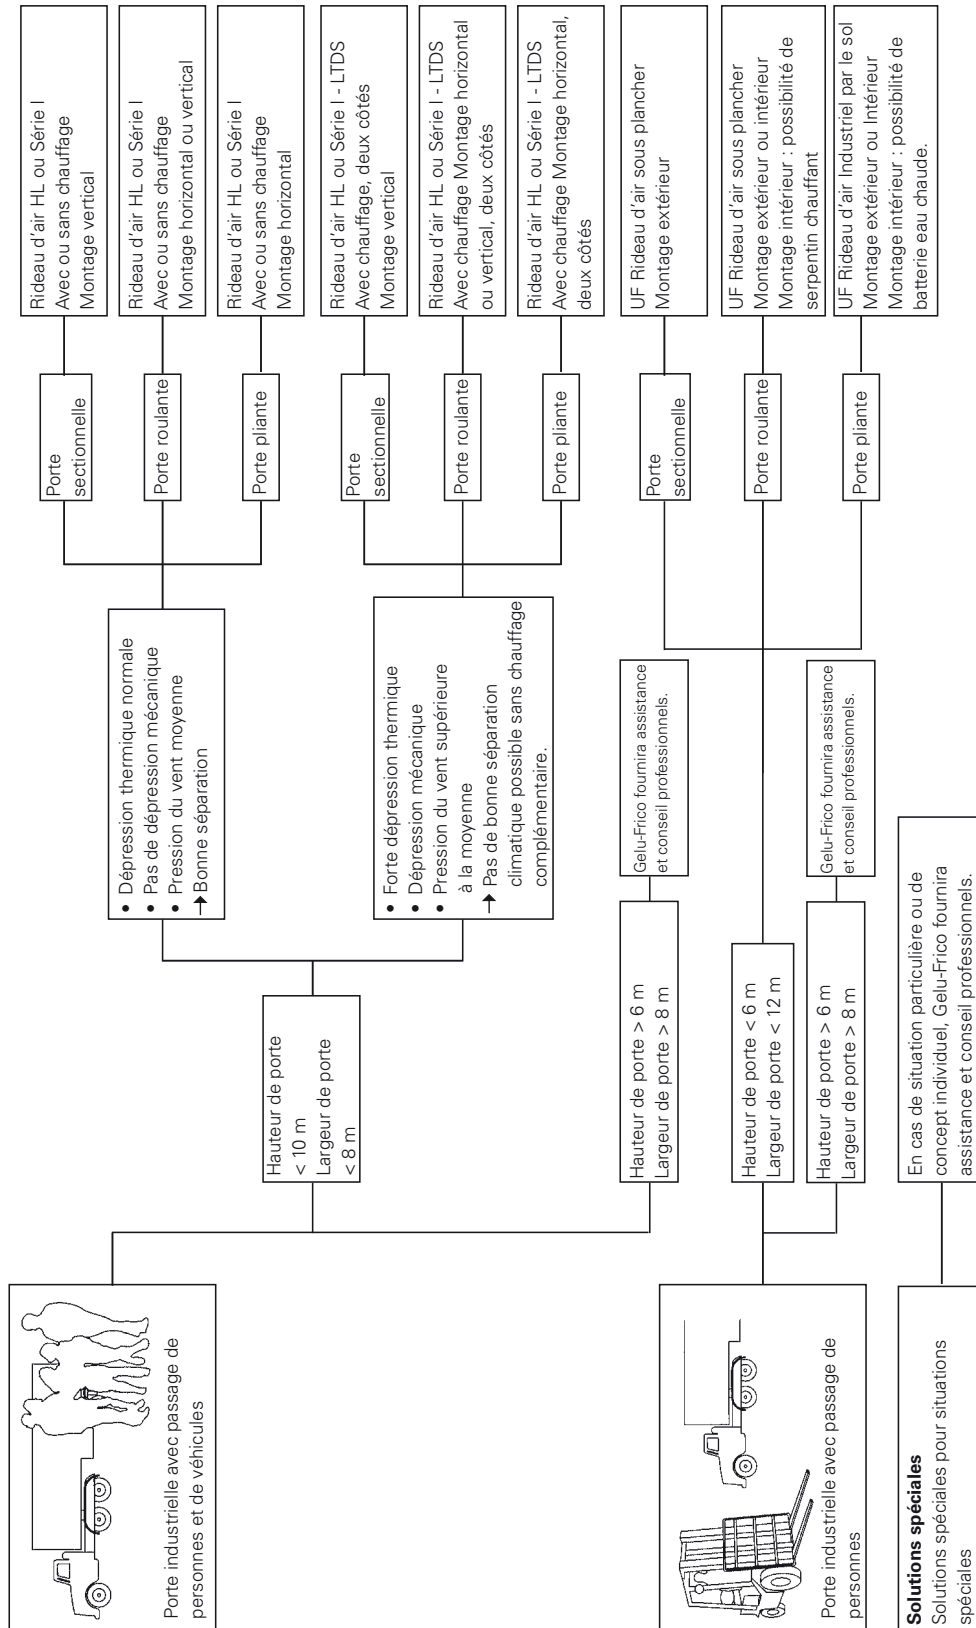 Porte industrielle avec passage de
personnes et de véhicules
Hauteur de porte
< 10 m
Largeur de porte
< 8 m
• Dépression thermique normale
• Pas de dépression mécanique
• Pression du vent moyenne
→ Bonne séparation
Porte
sectionnelle
Rideau d'air HL ou Série I
Avec ou sans chauffage
Montage vertical
Porte roulante
Rideau d'air HL ou Série I
Avec ou sans chauffage
Montage horizontal ou vertical
Porte pliante
Rideau d'air HL ou Série I
Avec ou sans chauffage
Montage horizontal
• Forte dépression thermique
• Dépression mécanique
• Pression du vent supérieure
à la moyenne
→ Pas de bonne séparation
climatique possible sans chauffage
complémentaire.
Porte
sectionnelle
Rideau d'air HL ou Série I - LTDS
Avec chauffage, deux côtés
Montage vertical
Porte roulante
Rideau d'air HL ou Série I - LTDS
Avec chauffage Montage horizontal
ou vertical, deux côtés
Porte pliante
Rideau d'air HL ou Série I - LTDS
Avec chauffage Montage horizontal,
deux côtés
Hauteur de porte > 6 m
Largeur de porte > 8 m
Gelu-Frico fournira assistance
et conseil professionnels.
Porte industrielle avec passage de
personnes
Hauteur de porte < 6 m
Largeur de porte < 12 m
Porte
sectionnelle
UF Rideau d'air sous plancher
Montage extérieur
Porte roulante
UF Rideau d'air sous plancher
Montage extérieur ou intérieur
Montage intérieur : possibilité de
serpentin chauffant
Porte pliante
UF Rideau d'air Industriel par le sol
Montage extérieur ou Intérieur
Montage intérieur : possibilité de
batterie eau chaude.
Hauteur de porte > 6 m
Largeur de porte > 8 m
Gelu-Frico fournira assistance
et conseil professionnels.
Solutions spéciales
Solutions spéciales pour situations
spéciales
En cas de situation particulière ou de
concept individuel, Gelu-Frico fournira
assistance et conseil professionnels.